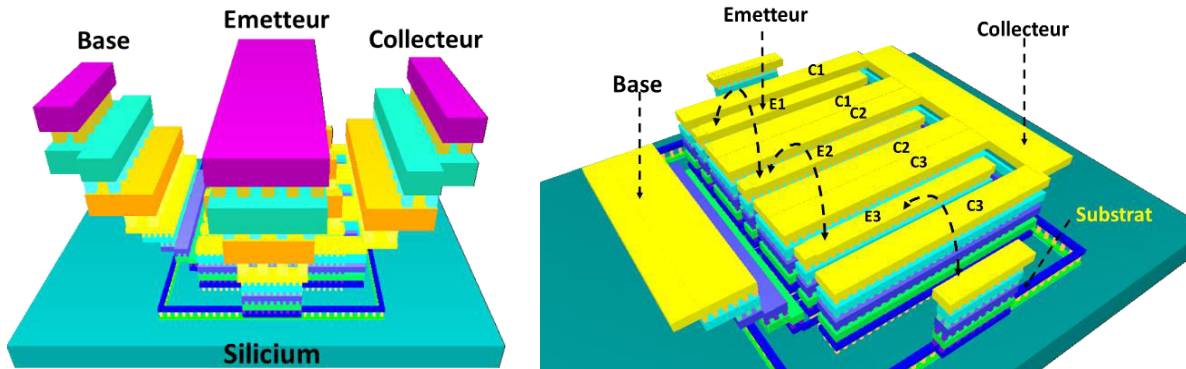 Base
Emetteur
Collecteur
Silicium
Emetteur
Collecteur
Base
C1
E1
C1
C2
E2
C2
C3
E3
C3
Substrat